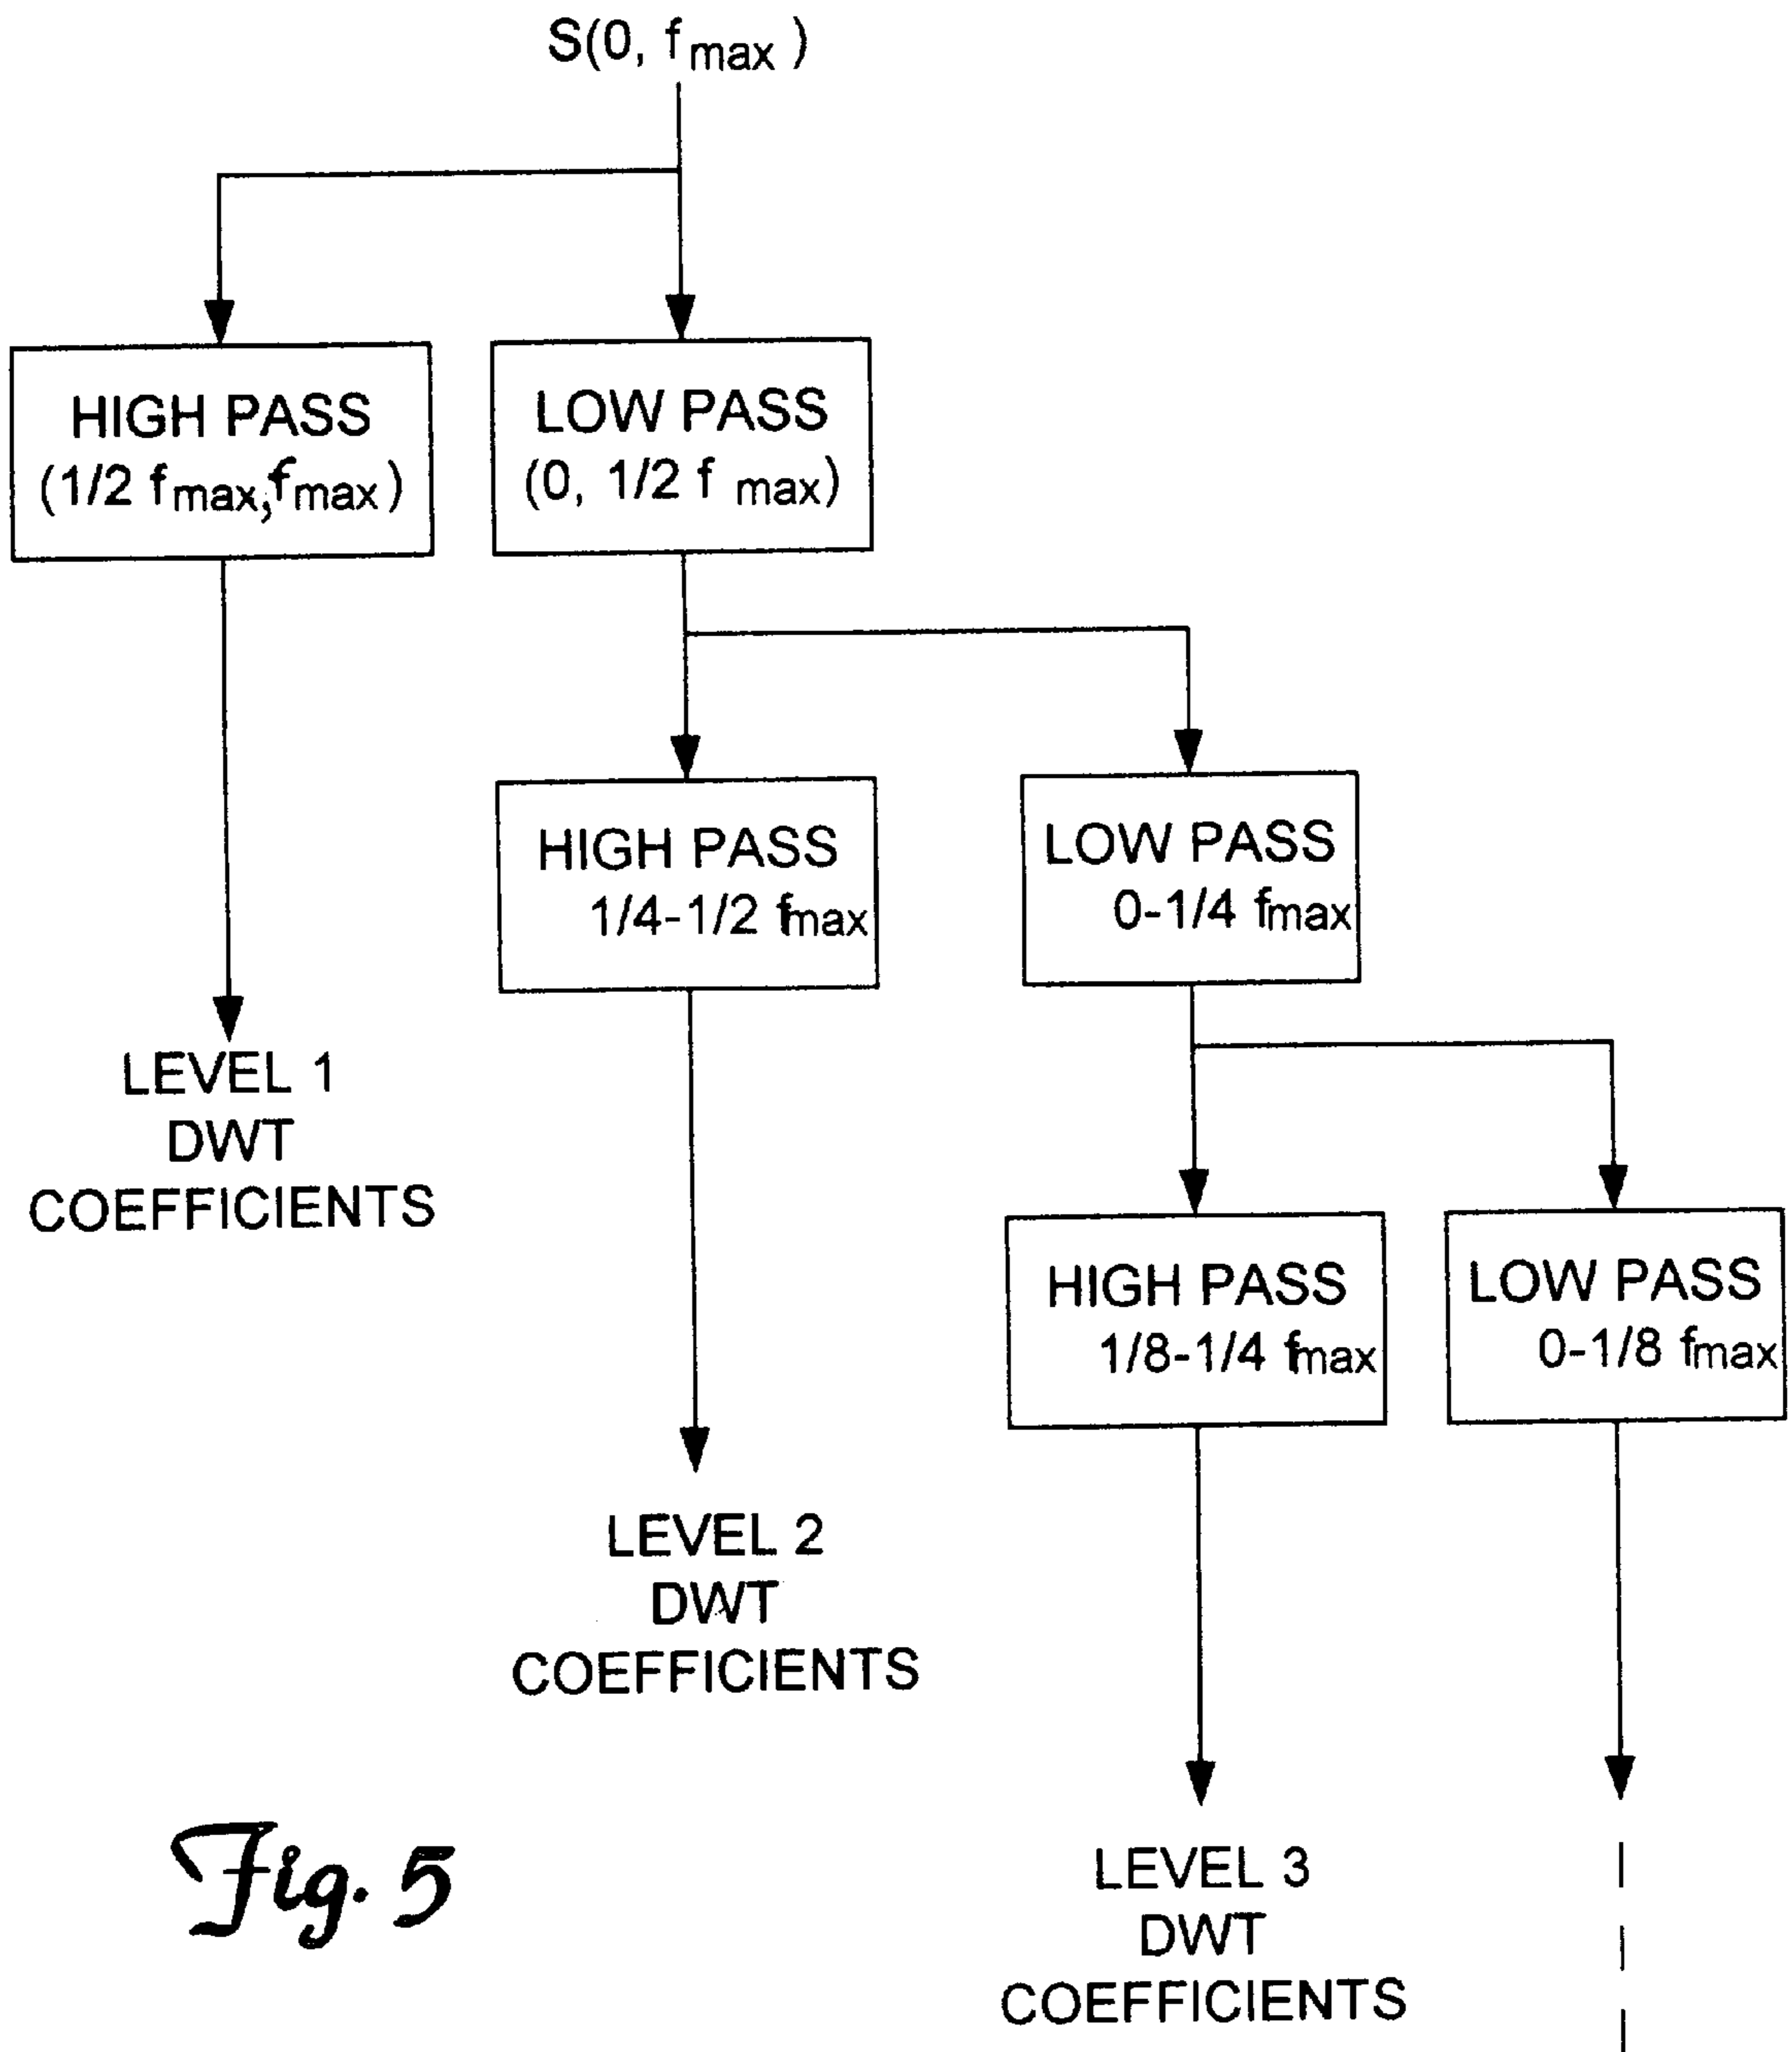 S(0, fmax )
HIGH PASS
(1/2 fmax,fmax)
LOW PASS
(0, 1/2 f max)
HIGH PASS
1/4-1/2 fmax
LOW PASS
0-1/4 fmax
LEVEL 1
DWT
COEFFICIENTS
HIGH PASS
1/8-1/4 fmax
LOW PASS
0-1/8 fmax
LEVEL 2
DWT
COEFFICIENTS
LEVEL 3
DWT
COEFFICIENTS
Fig. 5